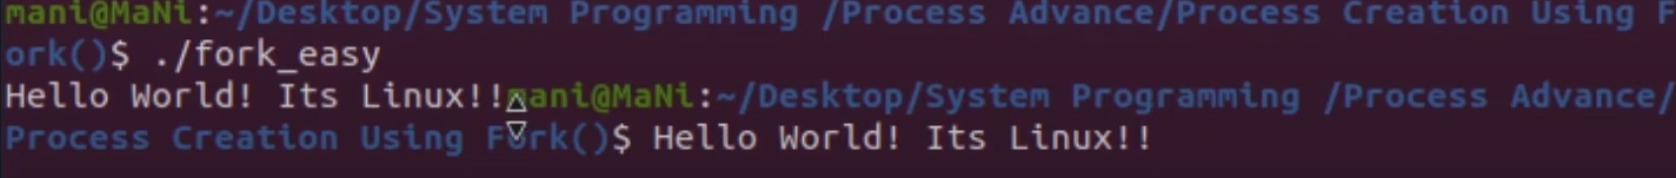 mani@MaNi:~/Desktop/System Programming /Process Advance/Process Creation Using F
ork()$ ./fork_easy
Hello World! Its Linux!!mani@MaNi:~/Desktop/System Programming /Process Advance/
Process Creation Using Fork()$ Hello World! Its Linux!!